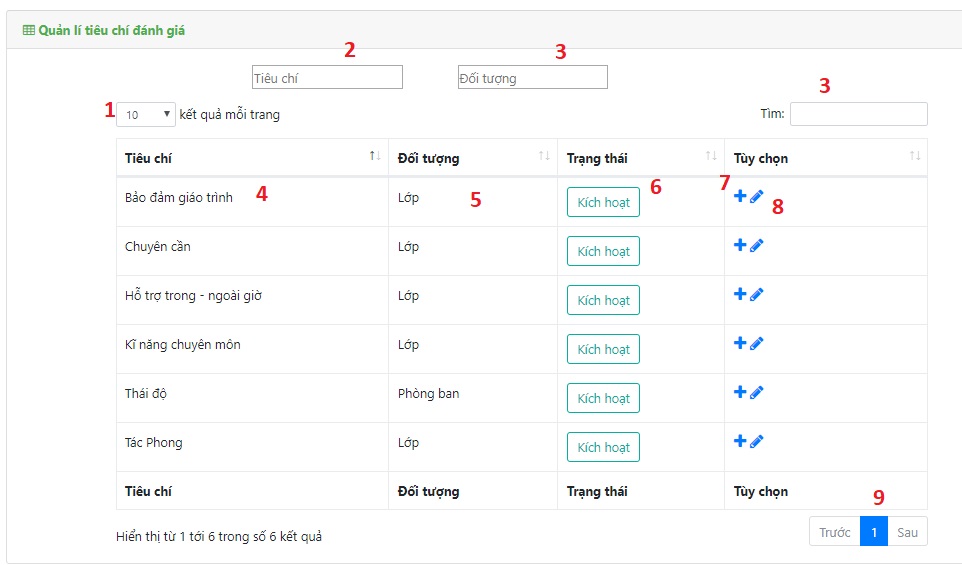 Quản lí tiêu chí đánh giá
2 3
Tiêu chí Đối tượng
1 10 kết quả mỗi trang Tìm: 3
Tiêu chí Đối tượng Trạng thái Tùy chọn
Bảo đảm giáo trình 4 Lớp 5 Kích hoạt 6 7 8
Chuyên cần Lớp Kích hoạt
Hỗ trợ trong - ngoài giờ Lớp Kích hoạt
Kĩ năng chuyên môn Lớp Kích hoạt
Thái độ Phòng ban Kích hoạt
Tác Phong Lớp Kích hoạt
Tiêu chí Đối tượng Trạng thái Tùy chọn
9
Hiển thị từ 1 tới 6 trong số 6 kết quả Trước 1 Sau